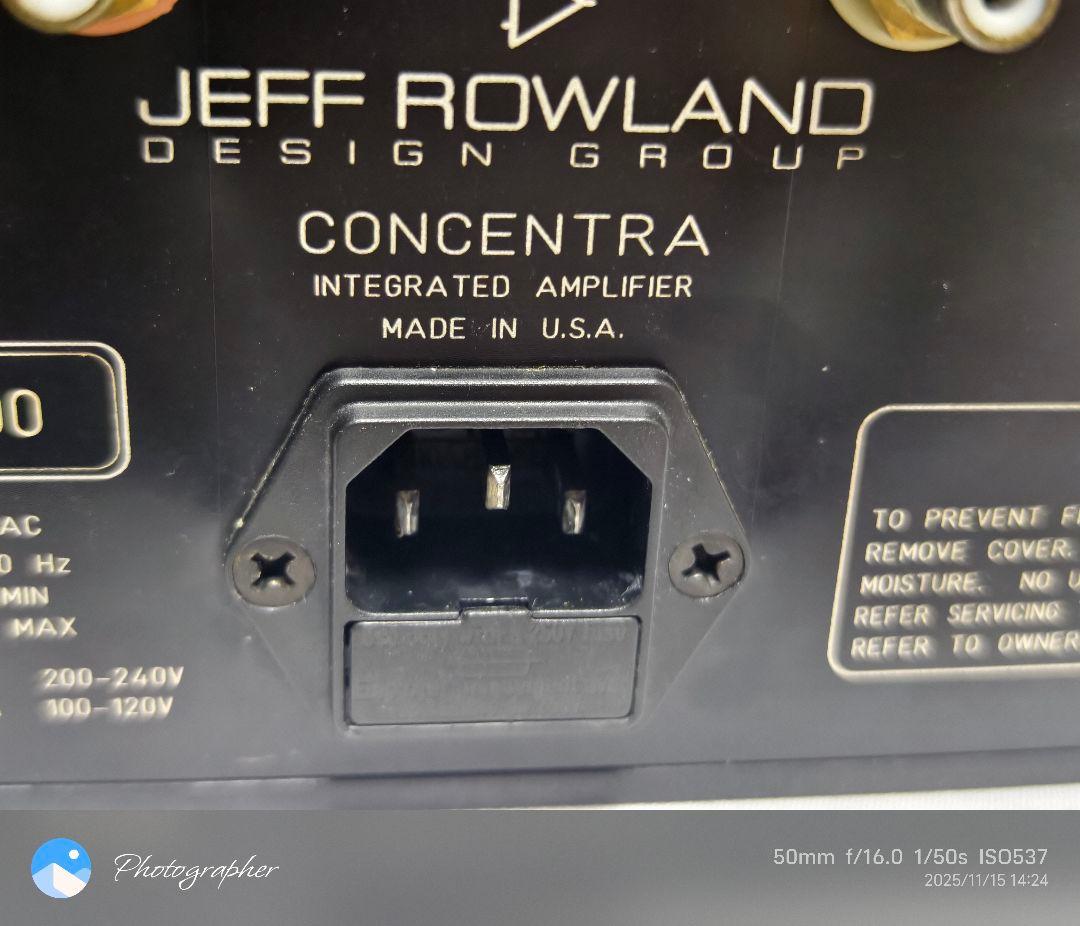 JEFF ROWLAND
DESIGN GROUP
CONCENTRA
INTEGRATED AMPLIFIER
MADE IN U.S.A.
AC
0 Hz
MIN
MAX
200-240V
100-120V
TO PREVENT
REMOVE COVER.
MOISTURE. NO
REFER SERVICING
REFER TO OWNER
Photographer
50mm f/16.0 1/50s ISO537
2025/11/15 14:24